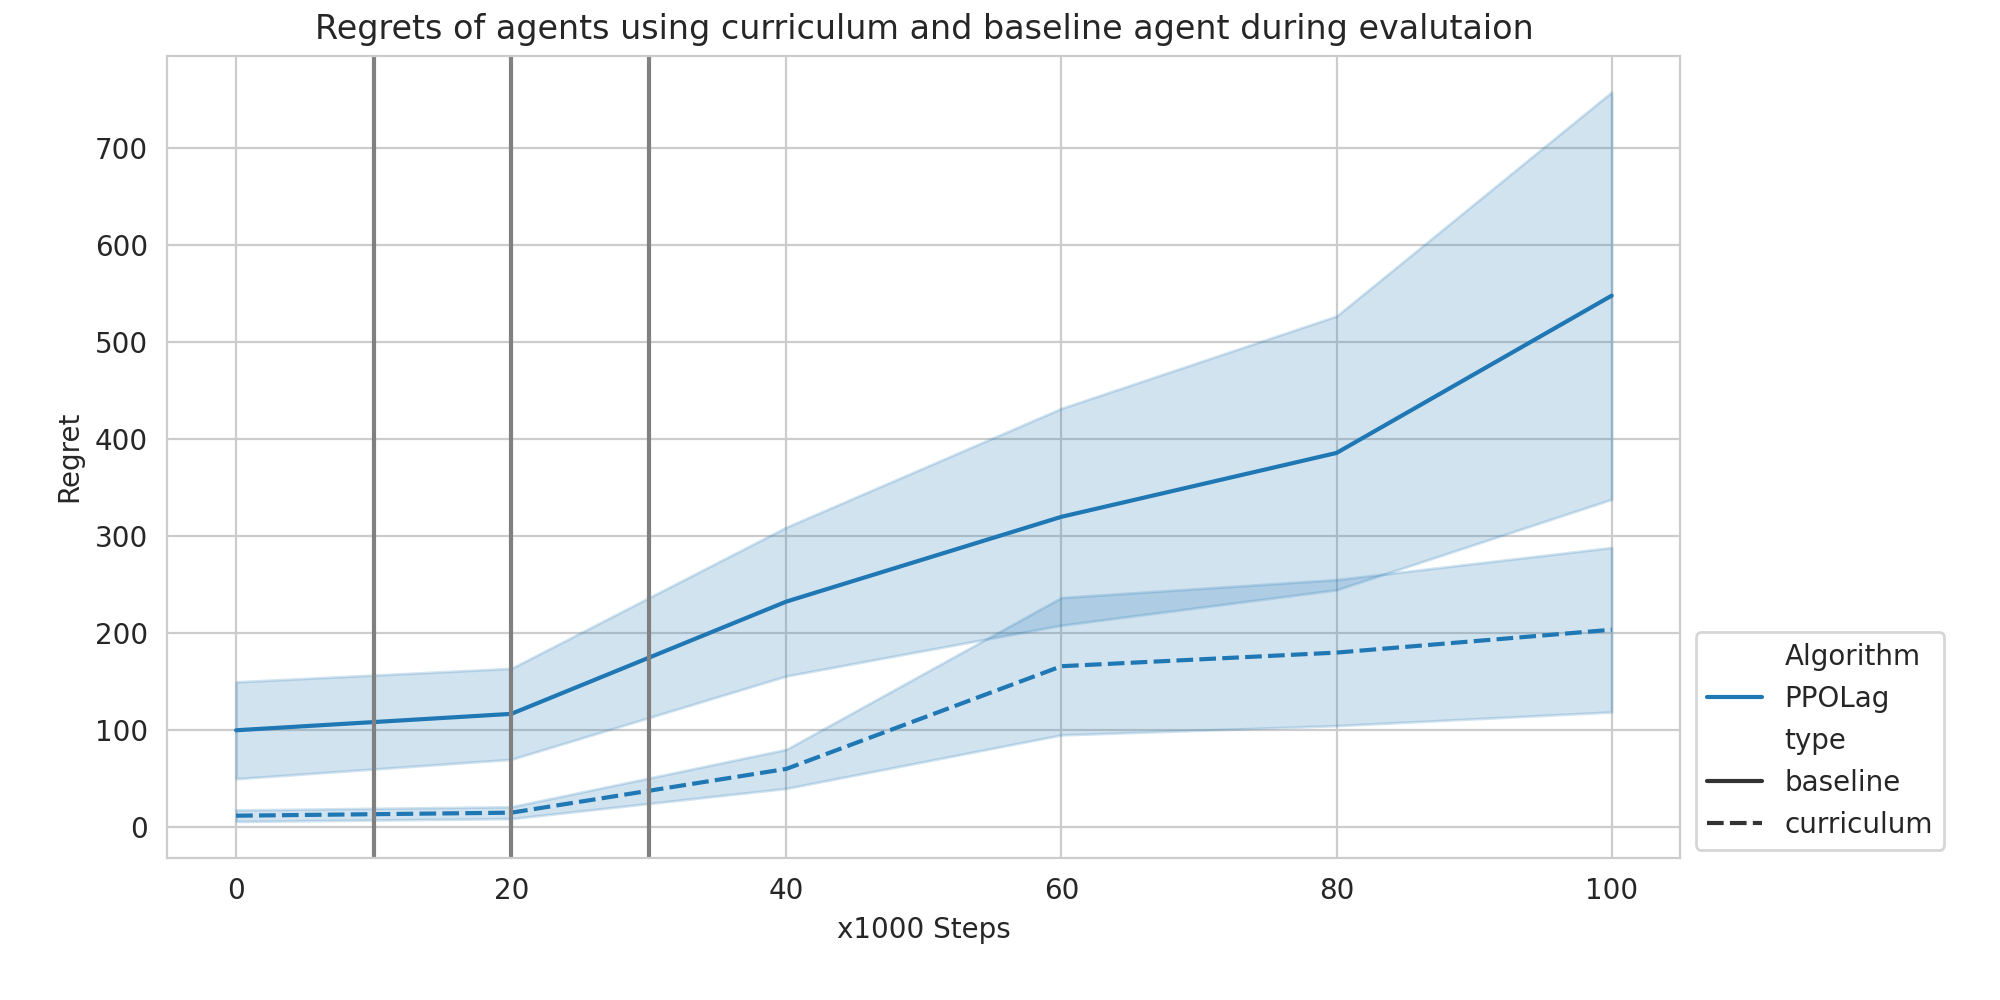 Regrets of agents using curriculum and baseline agent during evalutaion
700
600
500
400
300
200
100
0
Regret
0 20 40 60 80 100
x1000 Steps
Algorithm
PPOLag
type
baseline
curriculum